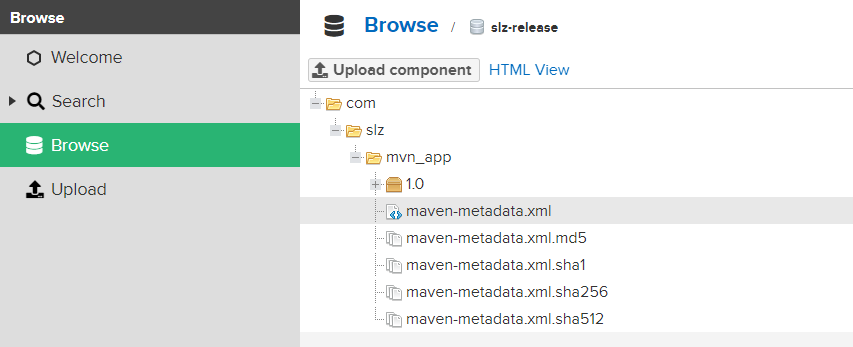 Browse
Welcome
Search
Browse
Upload
Browse / slz-release
Upload component HTML View
com
slz
mvn_app
1.0
maven-metadata.xml
maven-metadata.xml.md5
maven-metadata.xml.sha1
maven-metadata.xml.sha256
maven-metadata.xml.sha512